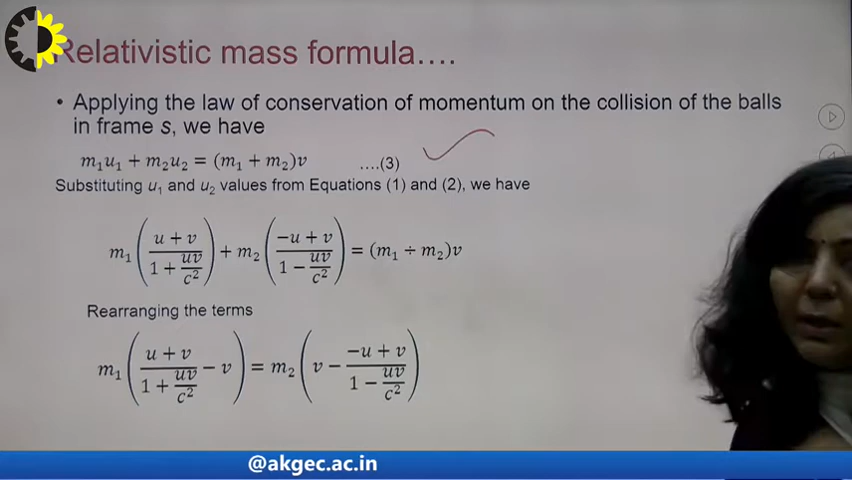 Relativistic mass formula....
• Applying the law of conservation of momentum on the collision of the balls
in frame s, we have
m₁u₁ + m₂u₂ = (m₁ + m₂)v ....(3)
Substituting u₁ and u₂ values from Equations (1) and (2), we have
m₁((u + v)/(1 + uv/c²)) + m₂((−u + v)/(1 − uv/c²)) = (m₁ ÷ m₂)v
Rearranging the terms
m₁((u + v)/(1 + uv/c²) − v) = m₂(v − (−u + v)/(1 − uv/c²))
@akgec.ac.in